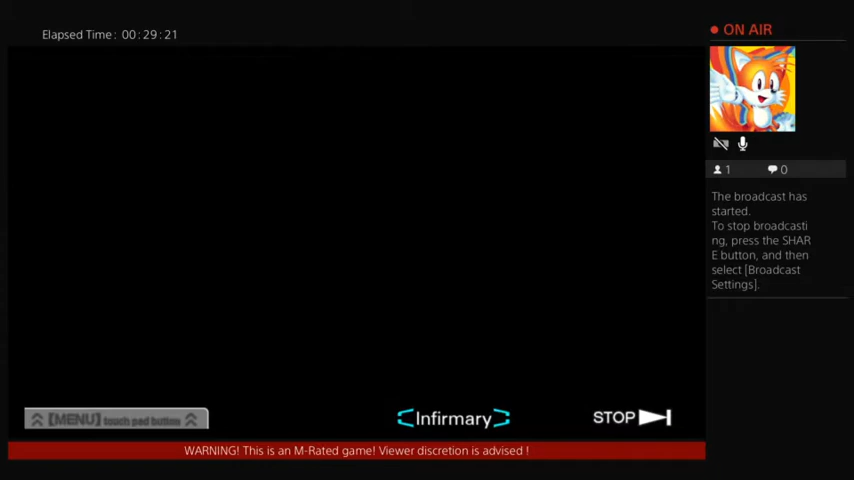 Elapsed Time: 00:29:21
ON AIR
1 0
The broadcast has
started.
To stop broadcasti
ng, press the SHAR
E button, and then
select [Broadcast
Settings].
[MENU] touch pad button
Infirmary
STOP
WARNING! This is an M-Rated game! Viewer discretion is advised !